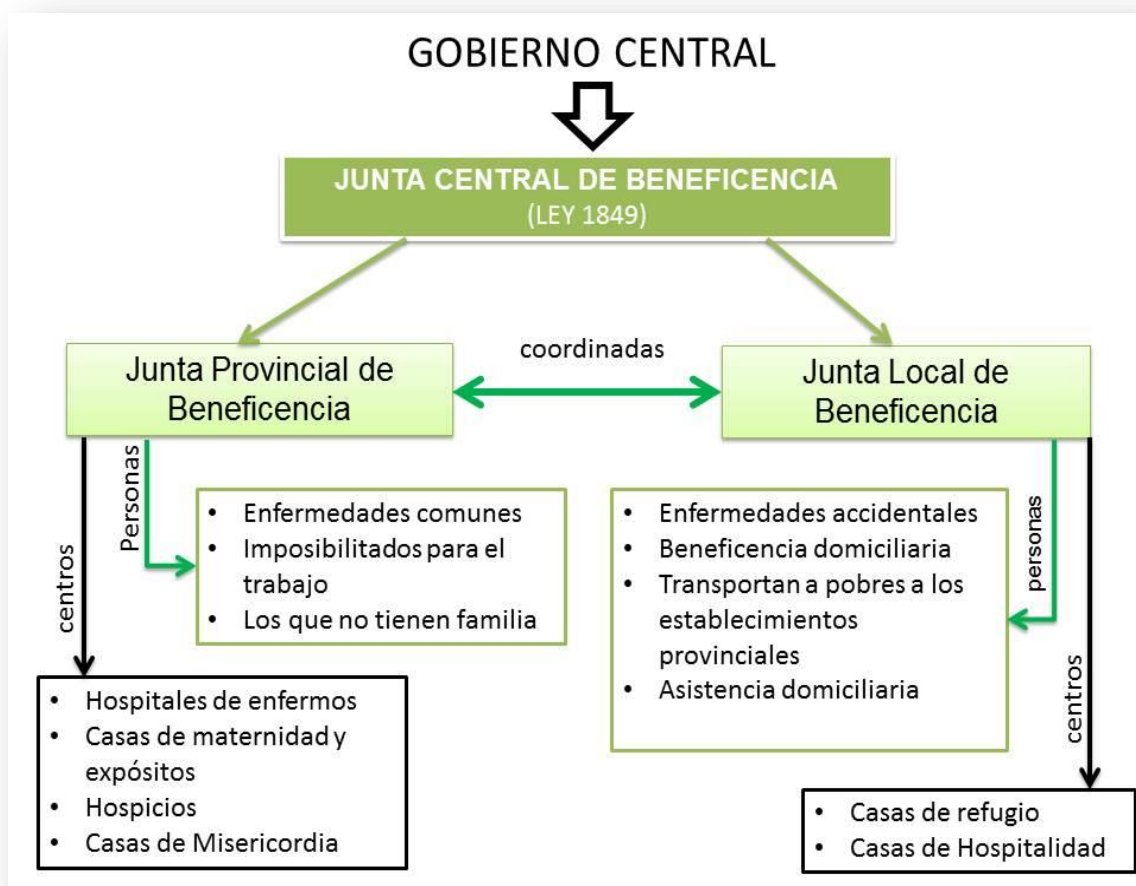 GOBIERNO CENTRAL
JUNTA CENTRAL DE BENEFICENCIA
(LEY 1849)
coordinadas
Junta Provincial de
Beneficencia
Junta Local de
Beneficencia
Personas
centros
• Enfermedades comunes
• Imposibilitados para el
trabajo
• Los que no tienen familia
• Enfermedades accidentales
• Beneficencia domiciliaria
• Transportan a pobres a los
establecimientos
provinciales
• Asistencia domiciliaria
personas
centros
• Hospitales de enfermos
• Casas de maternidad y
expósitos
• Hospicios
• Casas de Misericordia
• Casas de refugio
• Casas de Hospitalidad